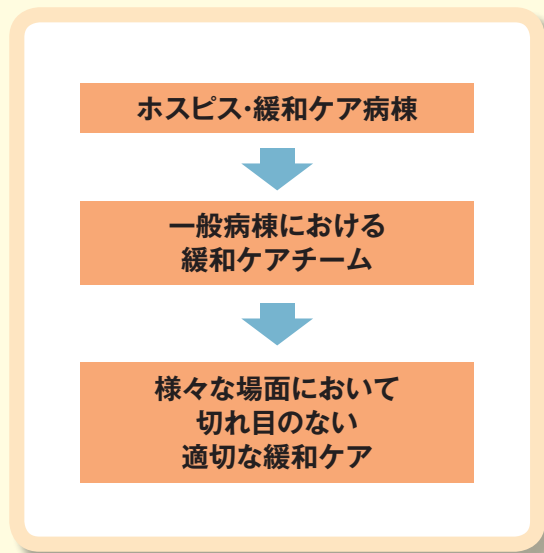 ホスピス・緩和ケア病棟
一般病棟における
緩和ケアチーム
様々な場面において
切れ目のない
適切な緩和ケア